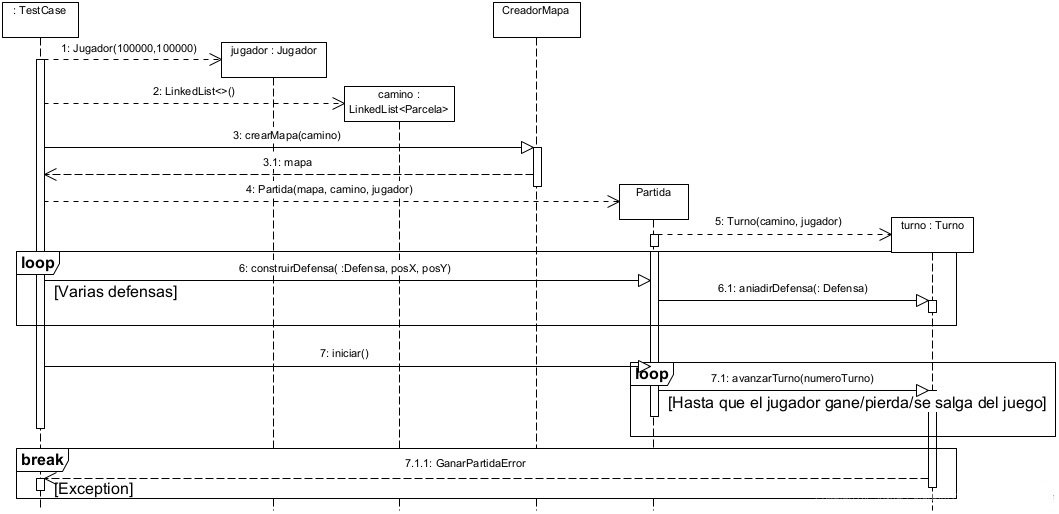 : TestCase
CreadorMapa
1: Jugador(100000,100000)
jugador : Jugador
2: LinkedList<>()
camino :
LinkedList<Parcela>
3: crearMapa(camino)
3.1: mapa
4: Partida(mapa, camino, jugador)
Partida
5: Turno(camino, jugador)
turno : Turno
loop
6: construirDefensa( :Defensa, posX, posY)
[Varias defensas]
6.1: aniadirDefensa(: Defensa)
7: iniciar()
loop
7.1: avanzarTurno(numeroTurno)
[Hasta que el jugador gane/pierda/se salga del juego]
break
7.1.1: GanarPartidaError
[Exception]